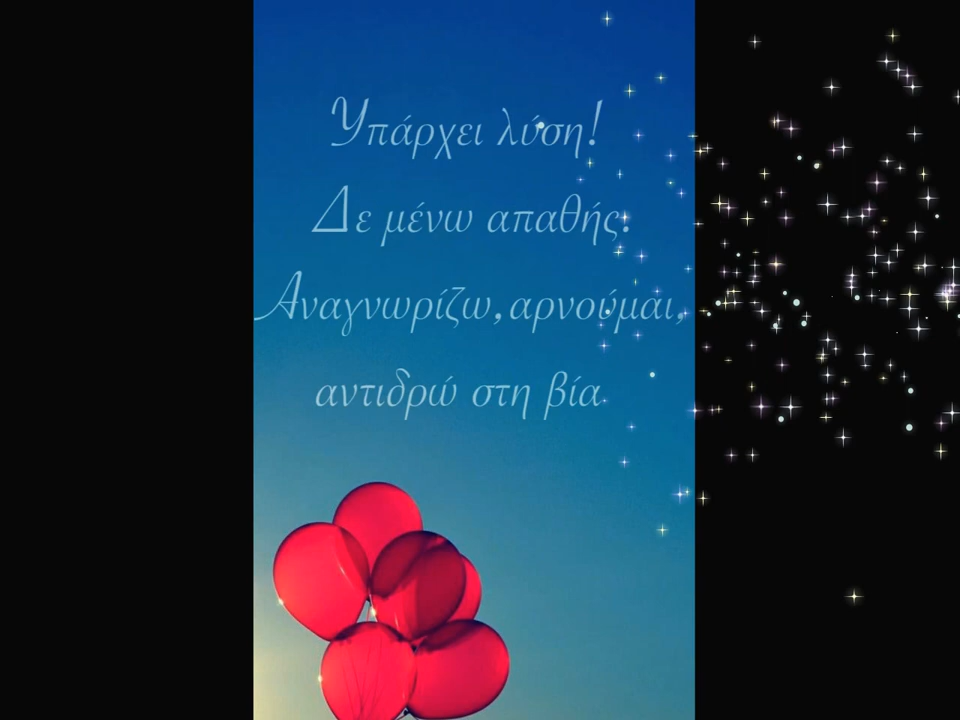 Υπάρχει λύση!
Δε μένω απαθής.
Αναγνωρίζω, αρνούμαι,
αντιδρώ στη βία.